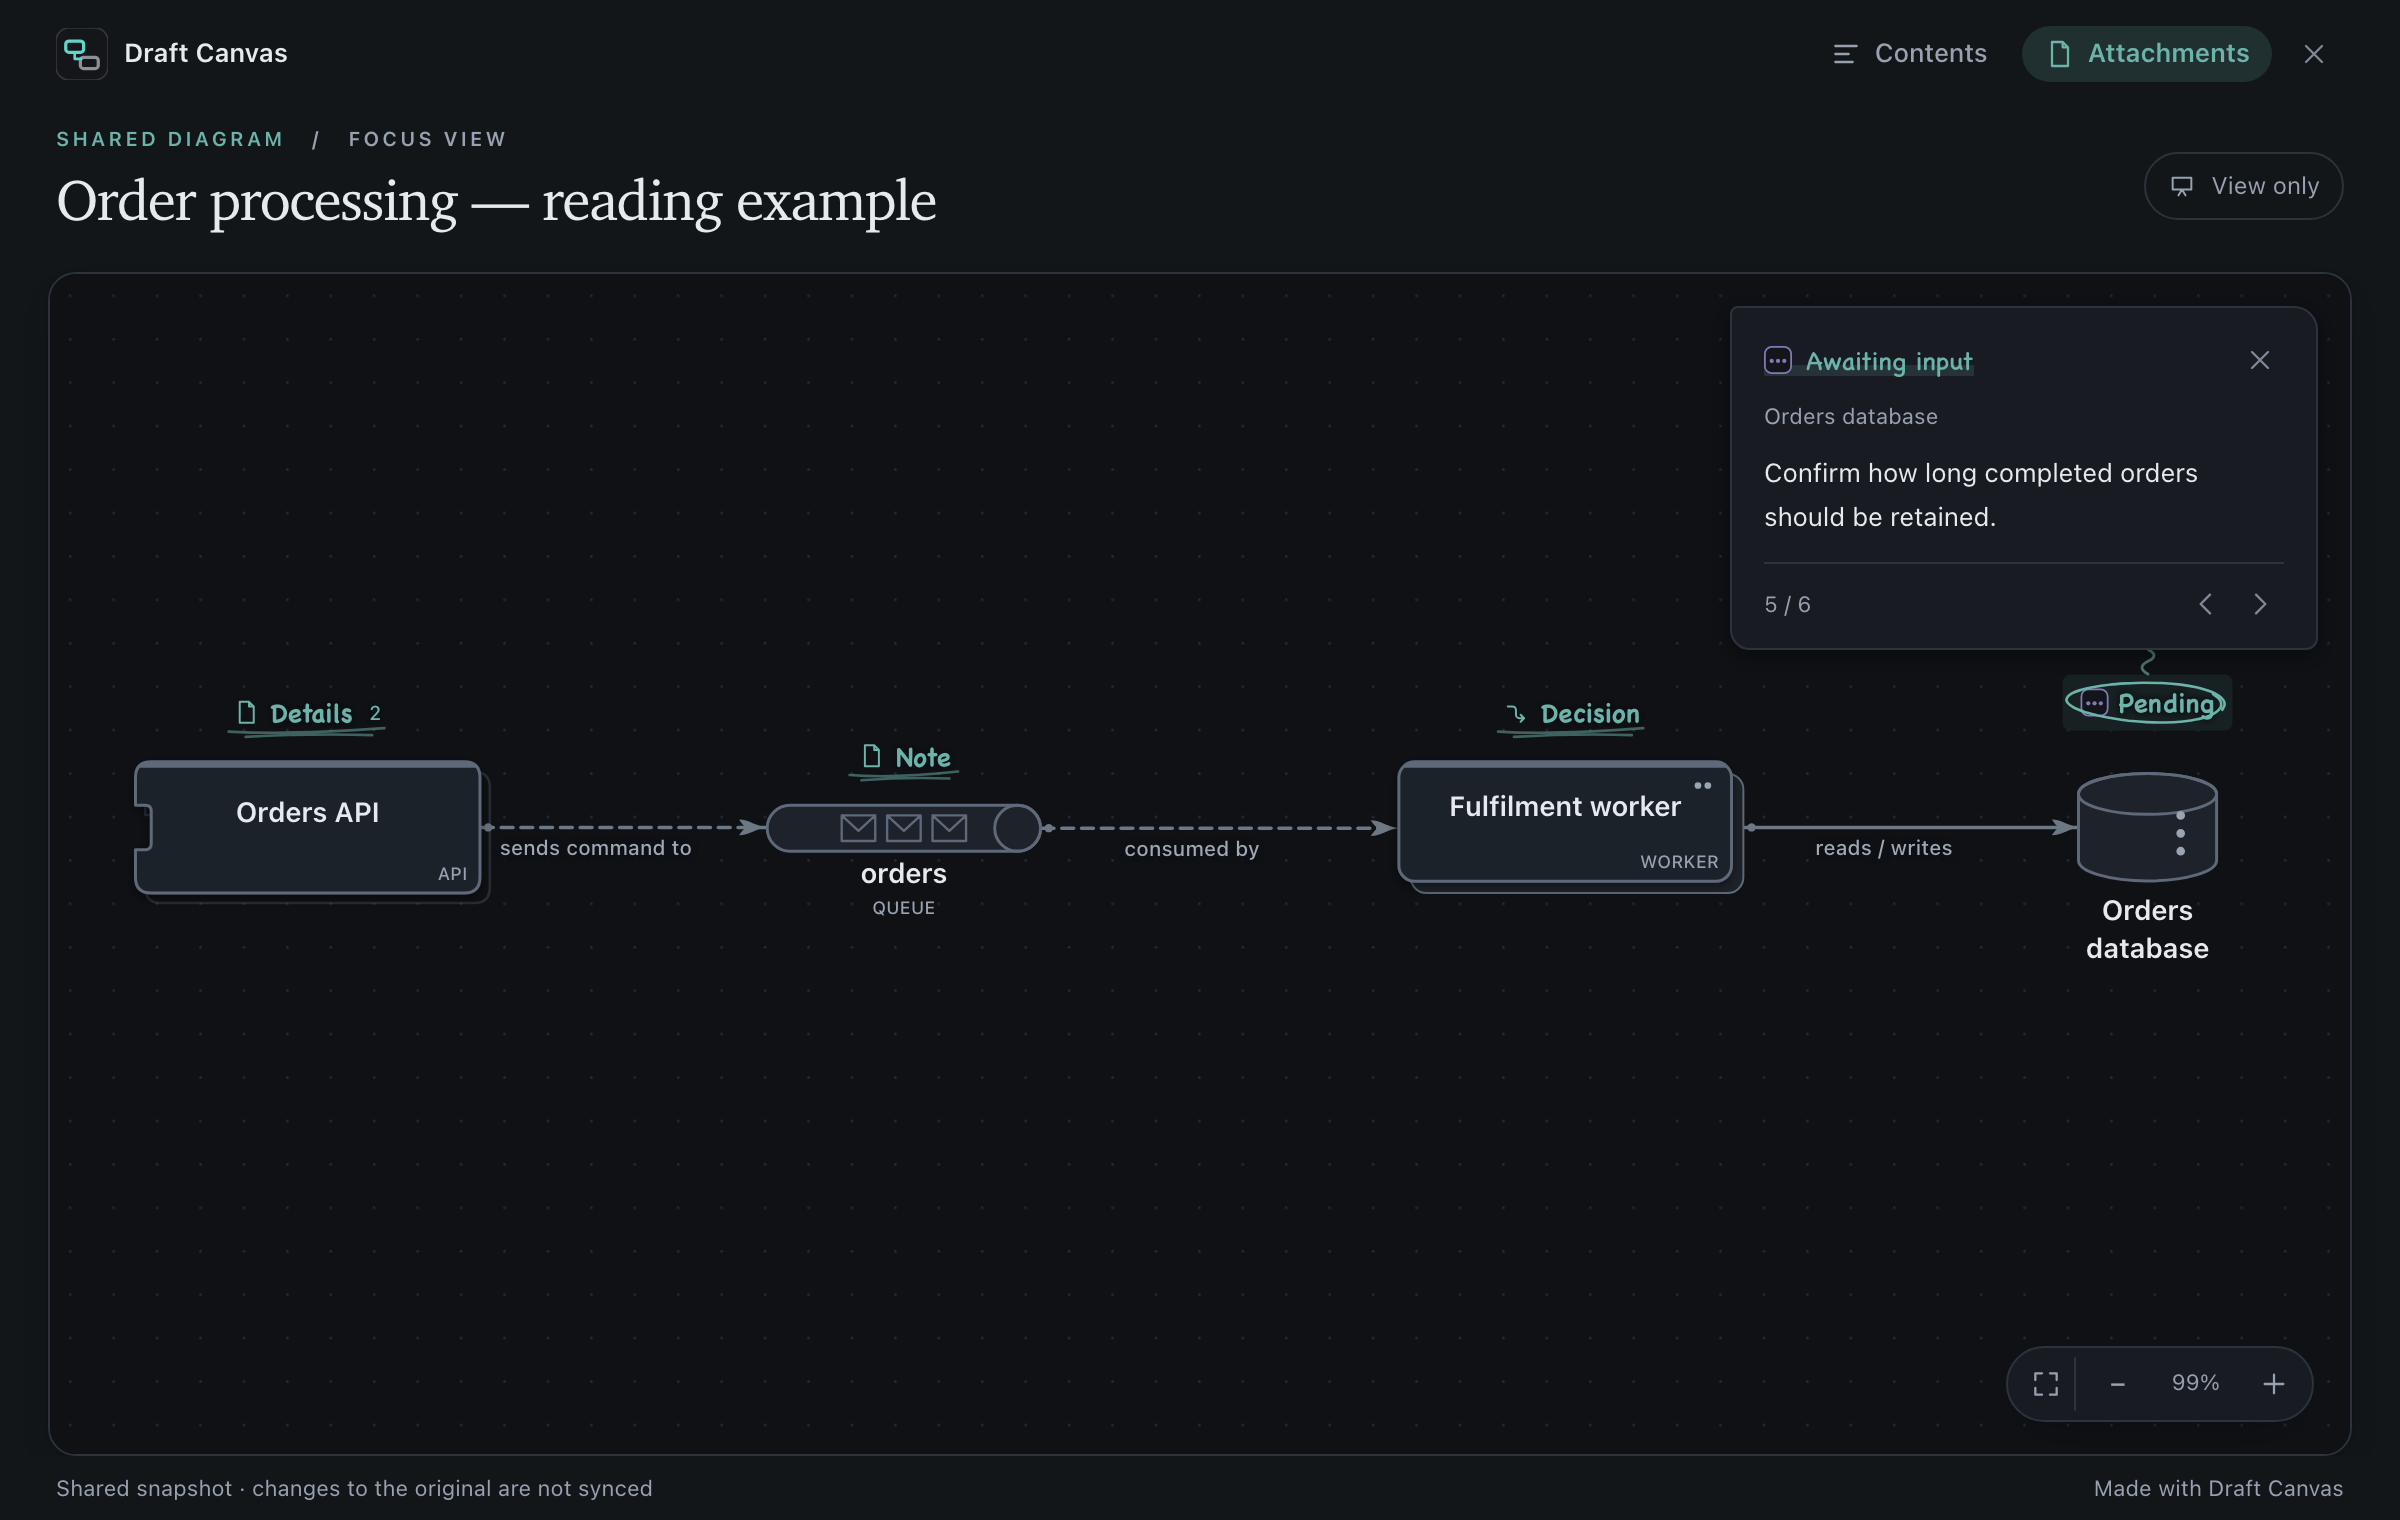 Draft Canvas
Contents
Attachments
SHARED DIAGRAM / FOCUS VIEW
Order processing — reading example
View only
Awaiting input
Orders database
Confirm how long completed orders
should be retained.
5 / 6
Details 2
Note
Decision
Pending
Orders API
API
sends command to
orders
QUEUE
consumed by
Fulfilment worker
WORKER
reads / writes
Orders
database
99%
Shared snapshot · changes to the original are not synced
Made with Draft Canvas